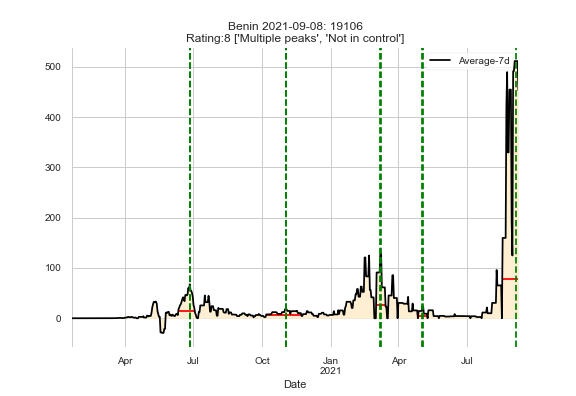 Benin 2021-09-08: 19106
Rating:8 ['Multiple peaks', 'Not in control']
Average-7d
500
400
300
200
100
0
Apr
Jul
Oct
Jan
2021
Apr
Jul
Date